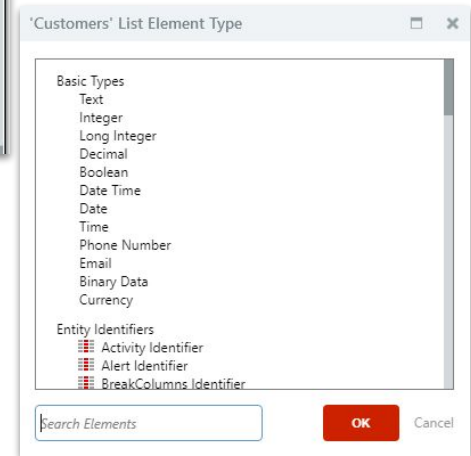 'Customers' List Element Type
Basic Types
Text
Integer
Long Integer
Decimal
Boolean
Date Time
Date
Time
Phone Number
Email
Binary Data
Currency
Entity Identifiers
Activity Identifier
Alert Identifier
BreakColumns Identifier
Search Elements
OK
Cancel